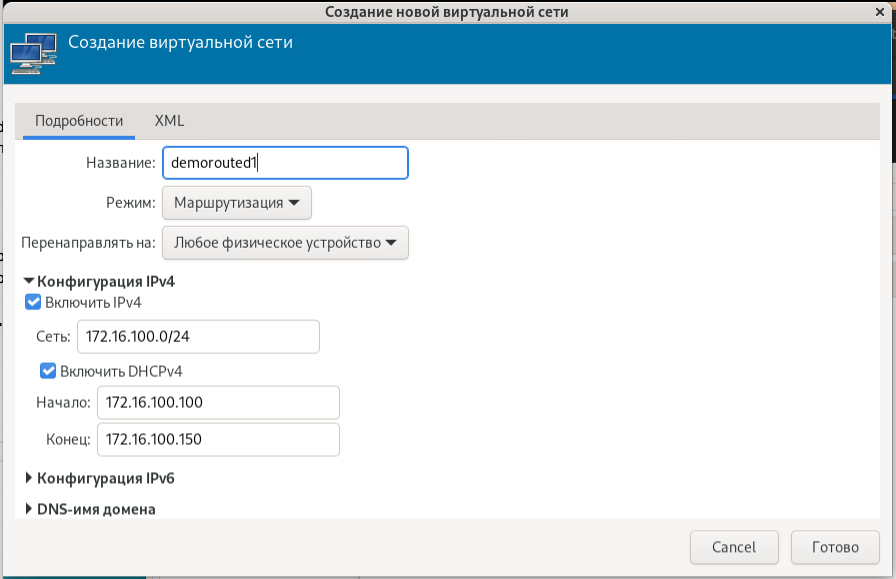 Создание новой виртуальной сети
Создание виртуальной сети
Подробности XML
Название: demorouted1
Режим: Маршрутизация
Перенаправлять на: Любое физическое устройство
Конфигурация IPv4
Включить IPv4
Сеть: 172.16.100.0/24
Включить DHCPv4
Начало: 172.16.100.100
Конец: 172.16.100.150
Конфигурация IPv6
DNS-имя домена
Cancel Готово